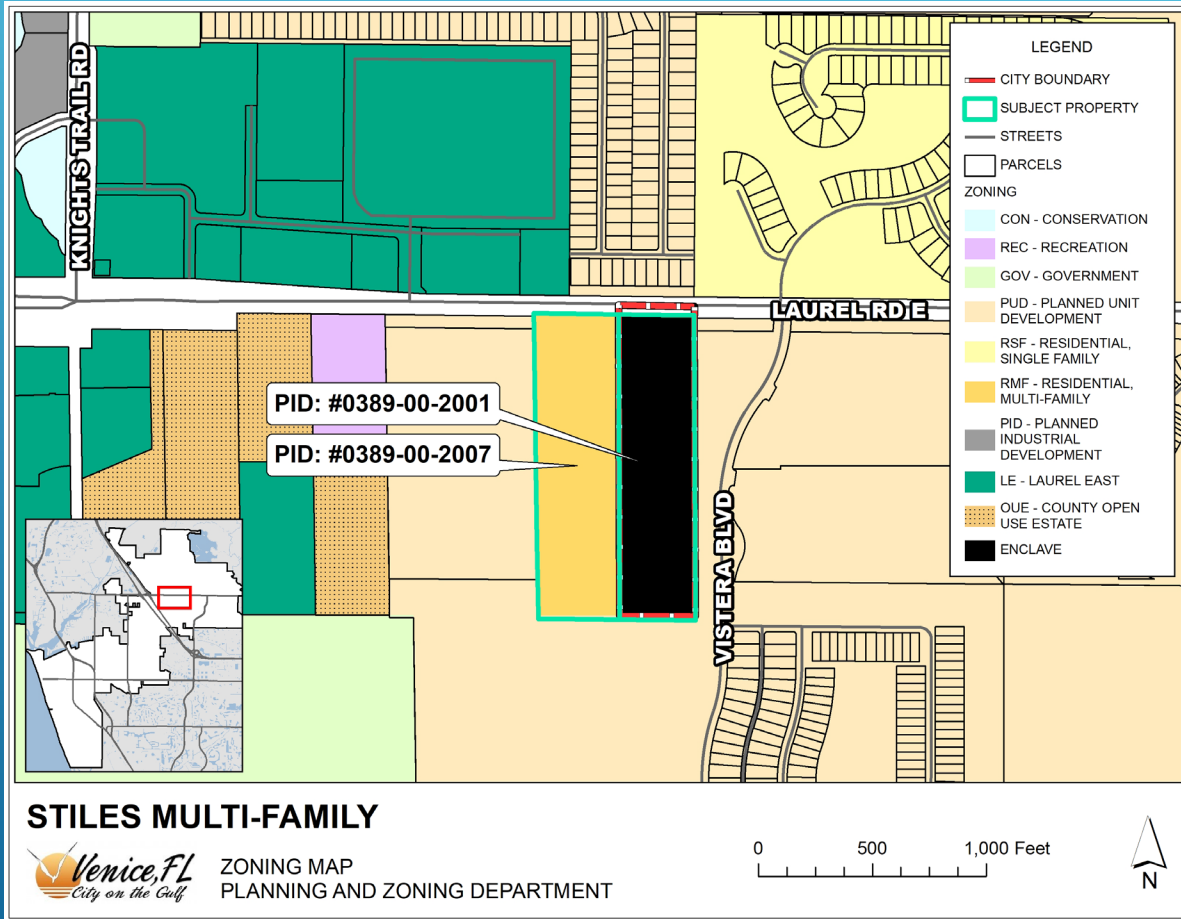 KNIGHTS TRAIL RD
LAUREL RD E
VISTERA BLVD
PID: #0389-00-2001
PID: #0389-00-2007
LEGEND
CITY BOUNDARY
SUBJECT PROPERTY
STREETS
PARCELS
ZONING
CON - CONSERVATION
REC - RECREATION
GOV - GOVERNMENT
PUD - PLANNED UNIT
DEVELOPMENT
RSF - RESIDENTIAL,
SINGLE FAMILY
RMF - RESIDENTIAL,
MULTI-FAMILY
PID - PLANNED
INDUSTRIAL
DEVELOPMENT
LE - LAUREL EAST
OUE - COUNTY OPEN
USE ESTATE
ENCLAVE
STILES MULTI-FAMILY
Venice, FL
City on the Gulf
ZONING MAP
PLANNING AND ZONING DEPARTMENT
0 500 1,000 Feet
N